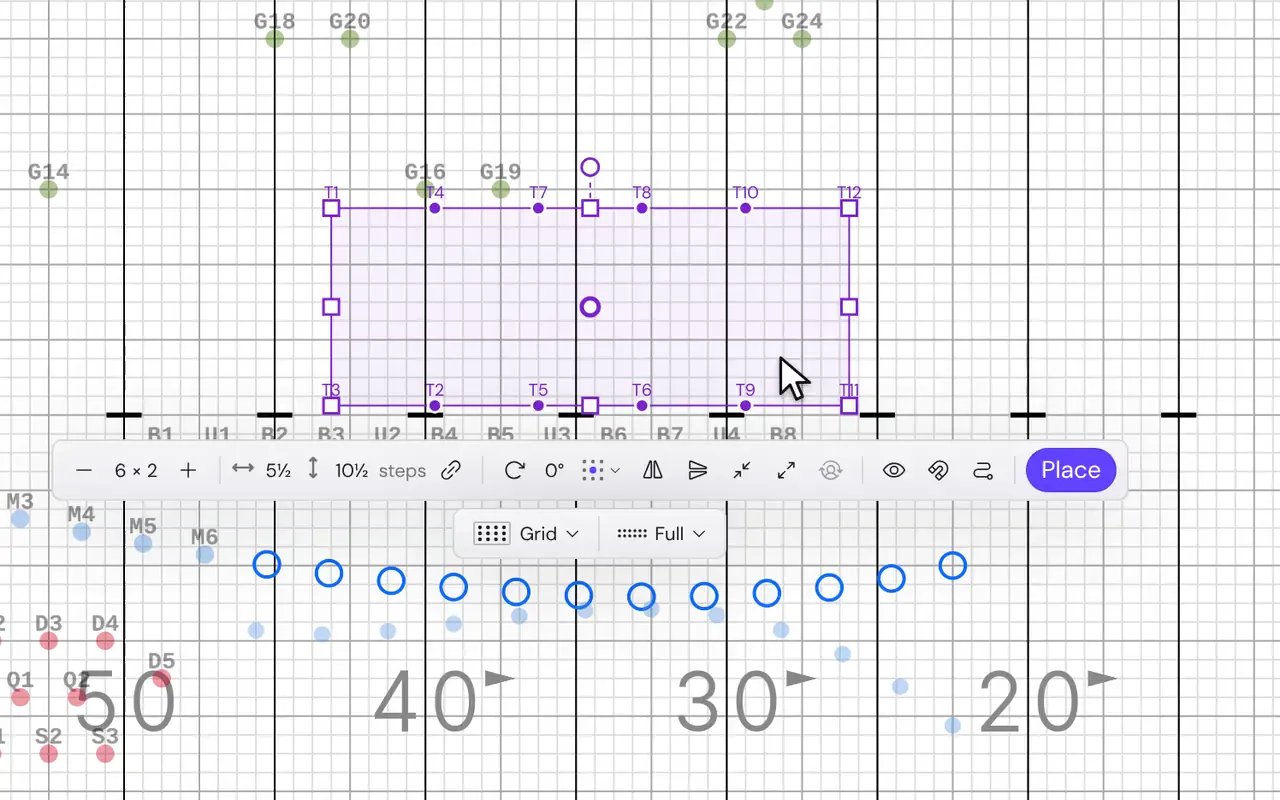 G18 G20 G22 G24
G14 G16 G19
T1 T4 T7 T8 T10 T12
T3 T2 T5 T6 T9 T11
B1 U1 B2 B3 U2 B4 B5 U3 B6 B7 U4 B8
6 × 2 5½ 10½ steps 0° Place
M3 M4 M5 M6
Grid Full
D3 D4
D5
Q1 Q2
50 40 30 20
S2 S3